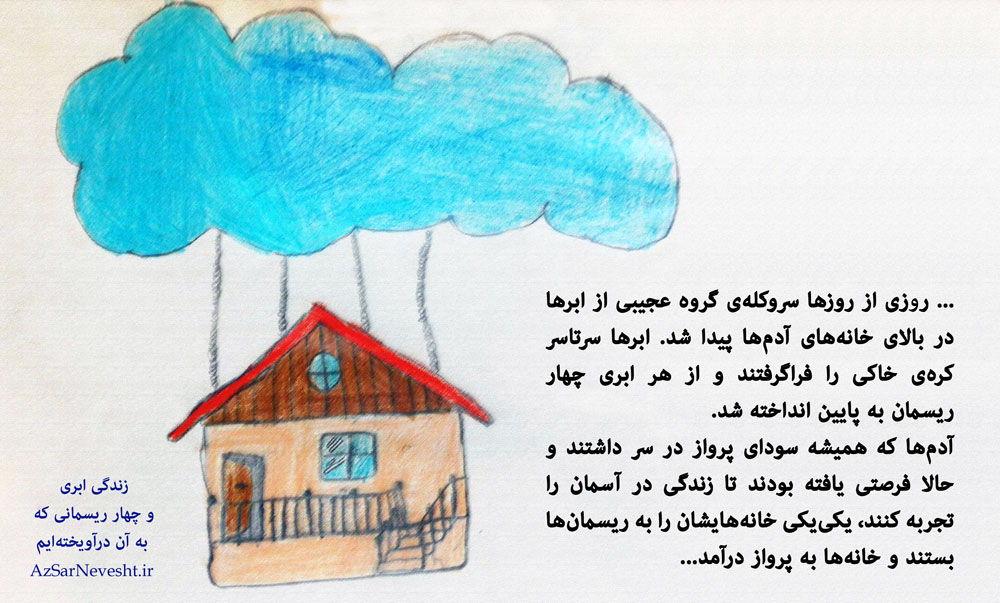 ... روزی از روزها سروکله‌ی گروه عجیبی از ابرها
در بالای خانه‌های آدم‌ها پیدا شد. ابرها سرتاسر
کره‌ی خاکی را فراگرفتند و از هر ابری چهار
ریسمان به پایین انداخته شد.
آدم‌ها که همیشه سودای پرواز در سر داشتند و
حالا فرصتی یافته بودند تا زندگی در آسمان را
تجربه کنند، یکی‌یکی خانه‌هایشان را به ریسمان‌ها
بستند و خانه‌ها به پرواز درآمد...
زندگی ابری
و چهار ریسمانی که
به آن درآویخته‌ایم
AzSarNevesht.ir